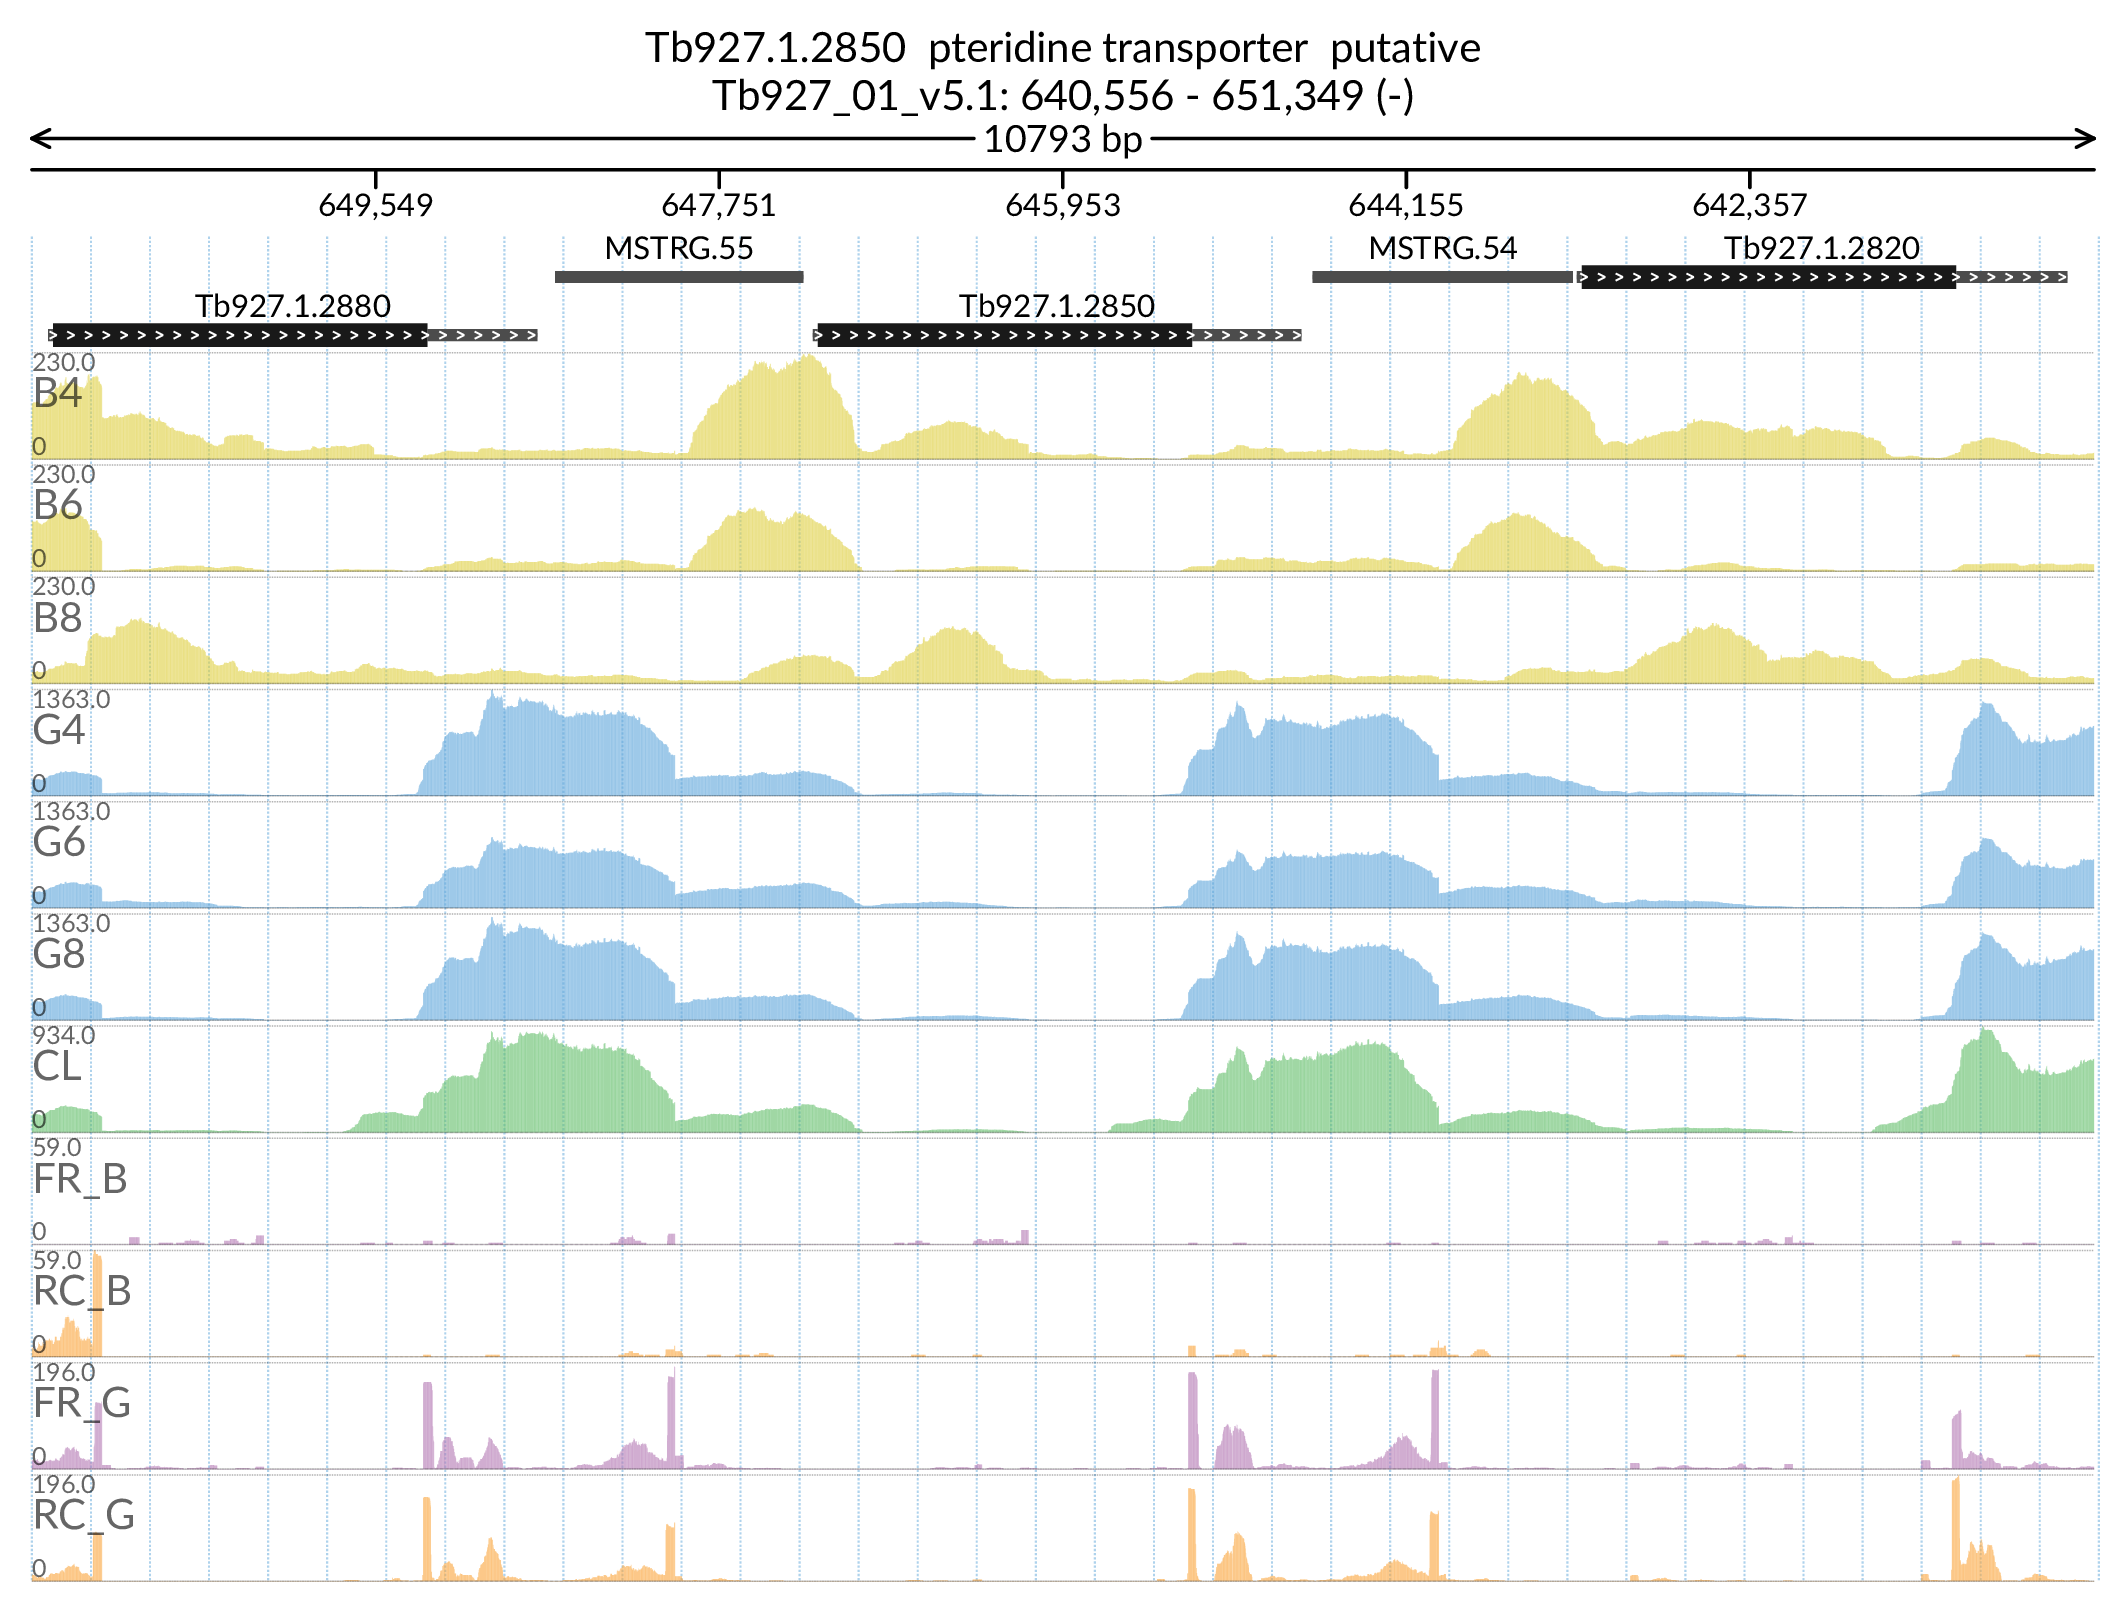 Tb927.1.2850  pteridine transporter  putative
Tb927_01_v5.1: 640,556 - 651,349 (-)
10793 bp
649,549 647,751 645,953 644,155 642,357
MSTRG.55 MSTRG.54 Tb927.1.2820
Tb927.1.2880 Tb927.1.2850
230.0
B4
0
230.0
B6
0
230.0
B8
0
1363.0
G4
0
1363.0
G6
0
1363.0
G8
0
934.0
CL
0
59.0
FR_B
0
59.0
RC_B
0
196.0
FR_G
0
196.0
RC_G
0